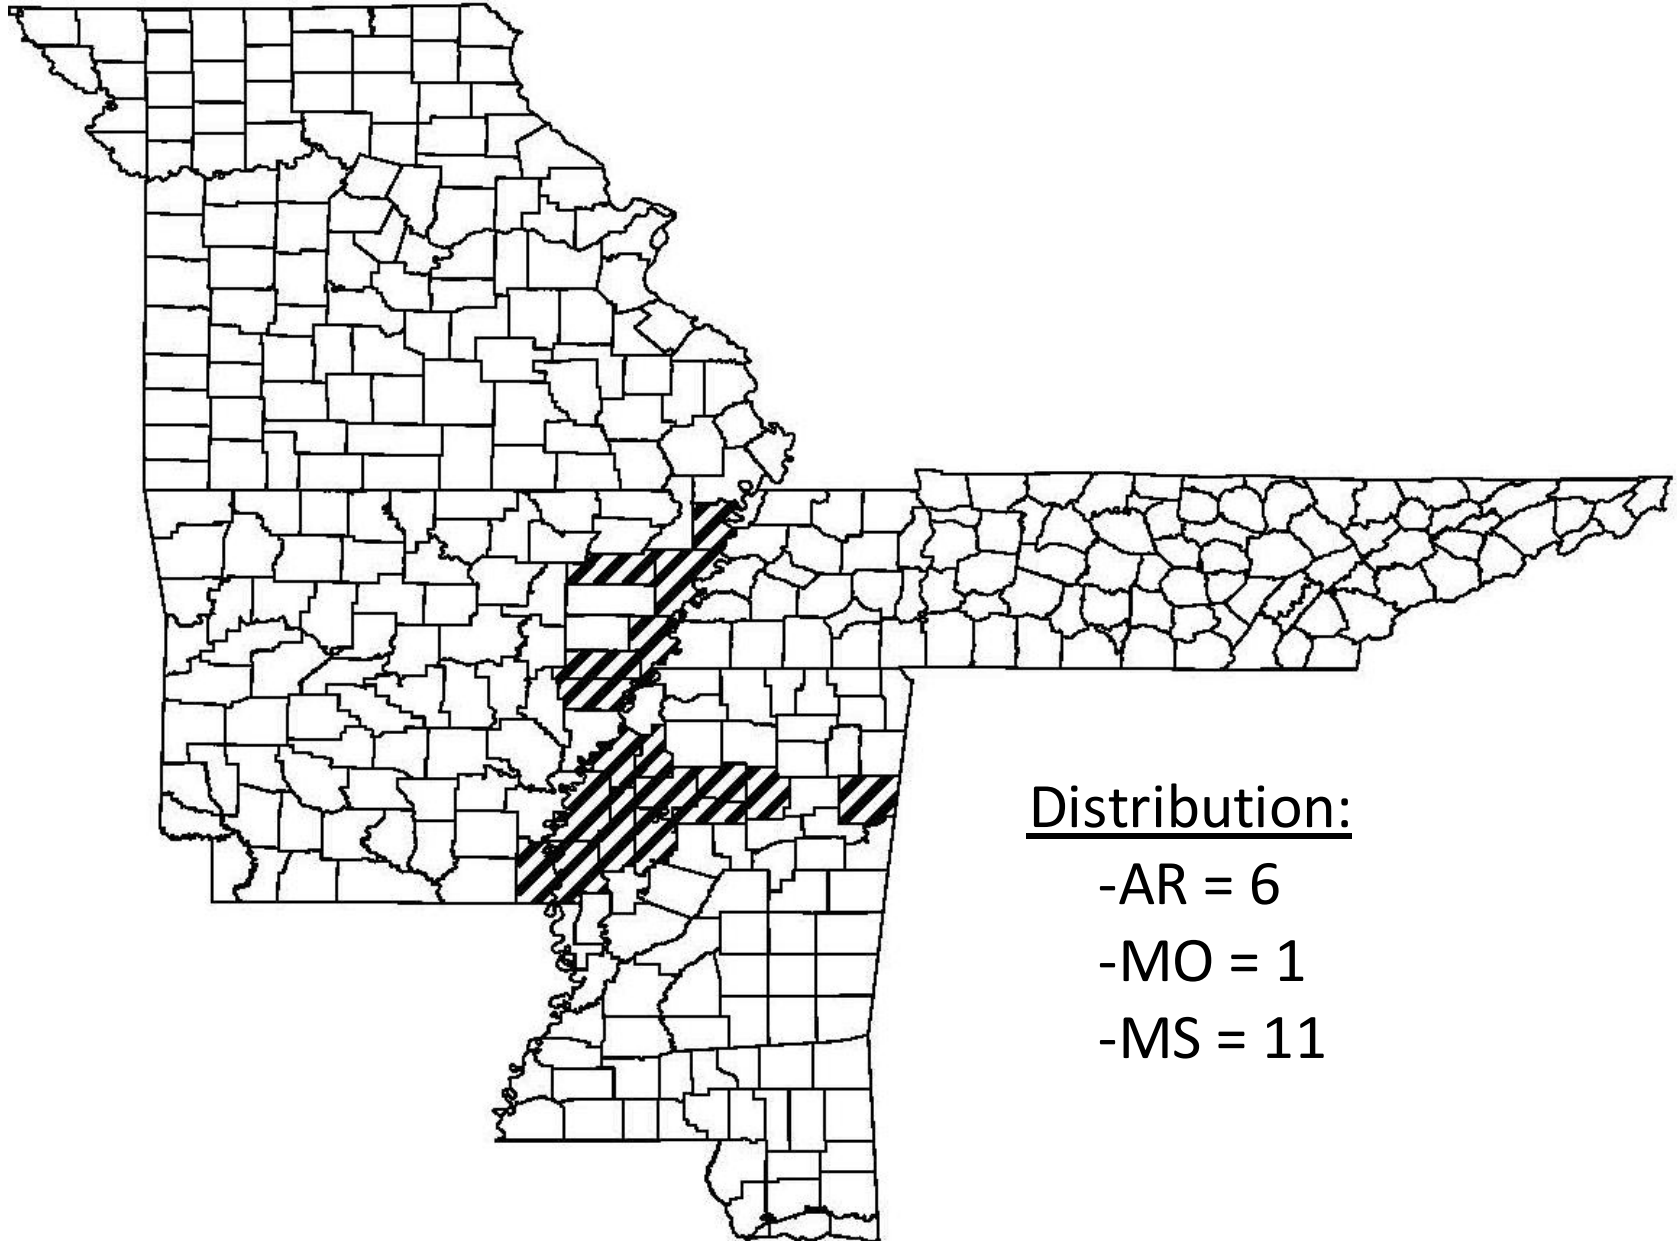 Distribution:
-AR = 6
-MO = 1
-MS = 11